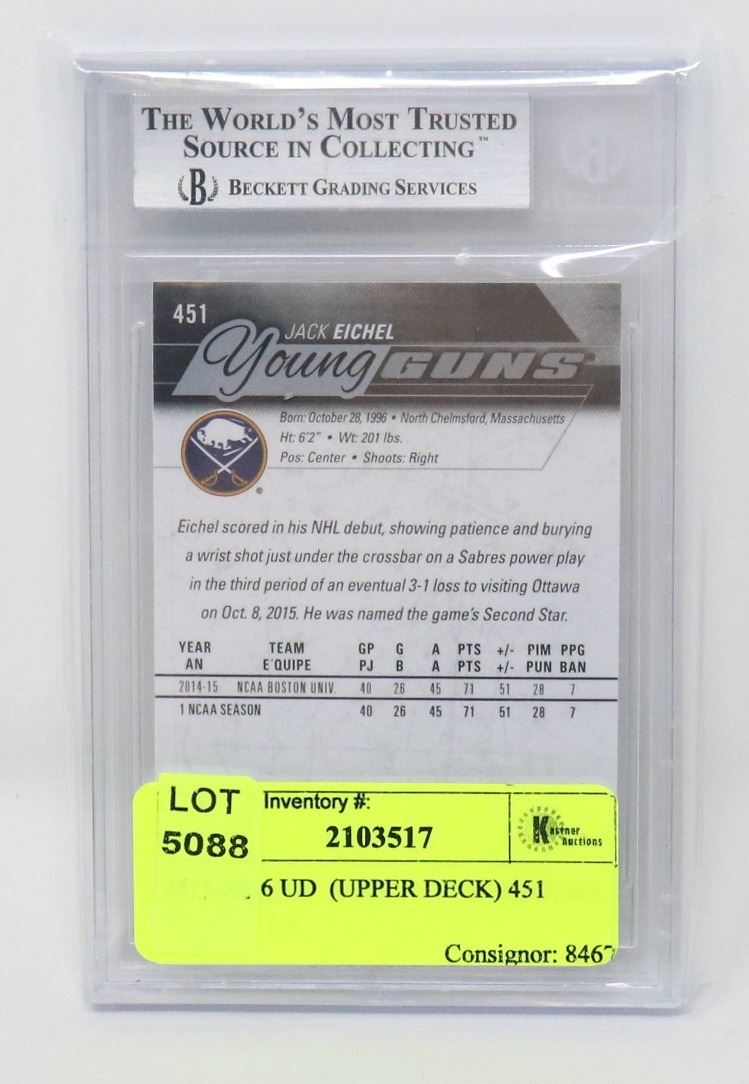 THE WORLD'S MOST TRUSTED
SOURCE IN COLLECTING™
B BECKETT GRADING SERVICES
451
JACK EICHEL
Young GUNS
Born: October 28, 1996 • North Chelmsford, Massachusetts
Ht: 6'2" • Wt: 201 lbs.
Pos: Center • Shoots: Right
®
Eichel scored in his NHL debut, showing patience and burying
a wrist shot just under the crossbar on a Sabres power play
in the third period of an eventual 3-1 loss to visiting Ottawa
on Oct. 8, 2015. He was named the game's Second Star.
YEAR TEAM GP G A PTS +/- PIM PPG
AN E´QUIPE PJ B A PTS +/- PUN BAN
2014-15 NCAA BOSTON UNIV. 40 26 45 71 51 28 7
1 NCAA SEASON 40 26 45 71 51 28 7
LOT
5088
Inventory #:
2103517
Kastner
Auctions
6 UD (UPPER DECK) 451
Consignor: 8467